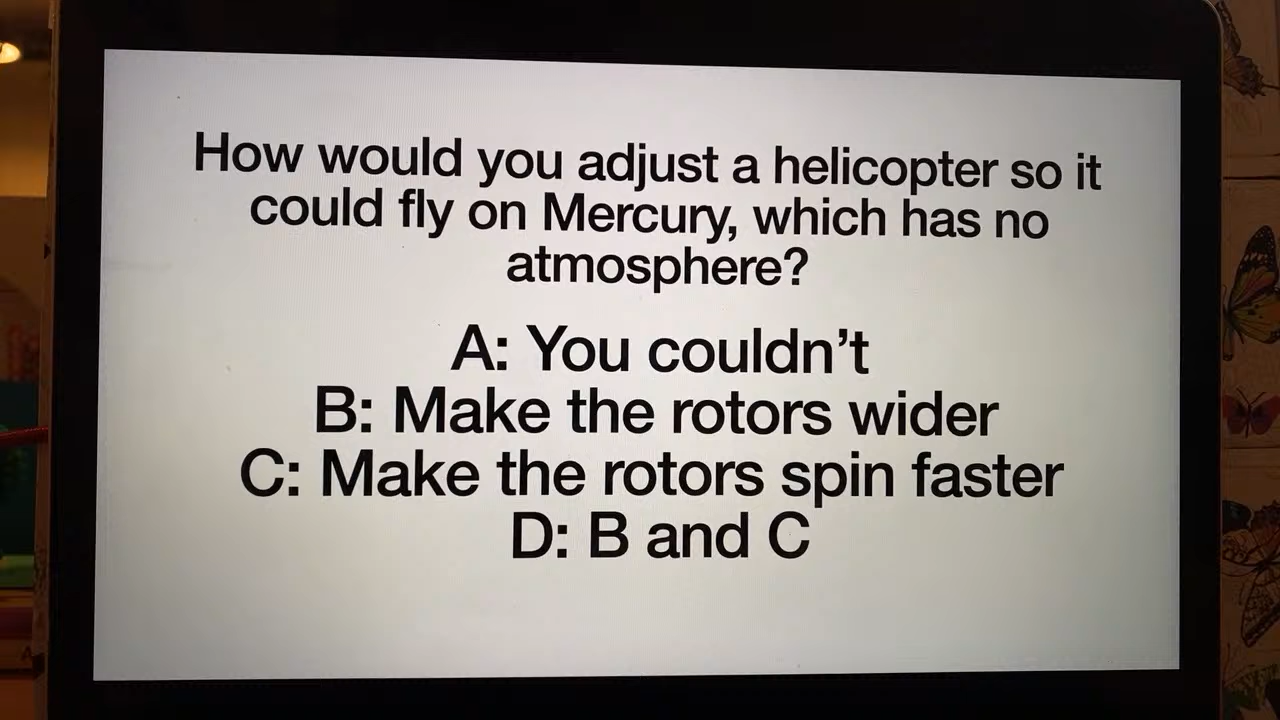 How would you adjust a helicopter so it
could fly on Mercury, which has no
atmosphere?
A: You couldn’t
B: Make the rotors wider
C: Make the rotors spin faster
D: B and C